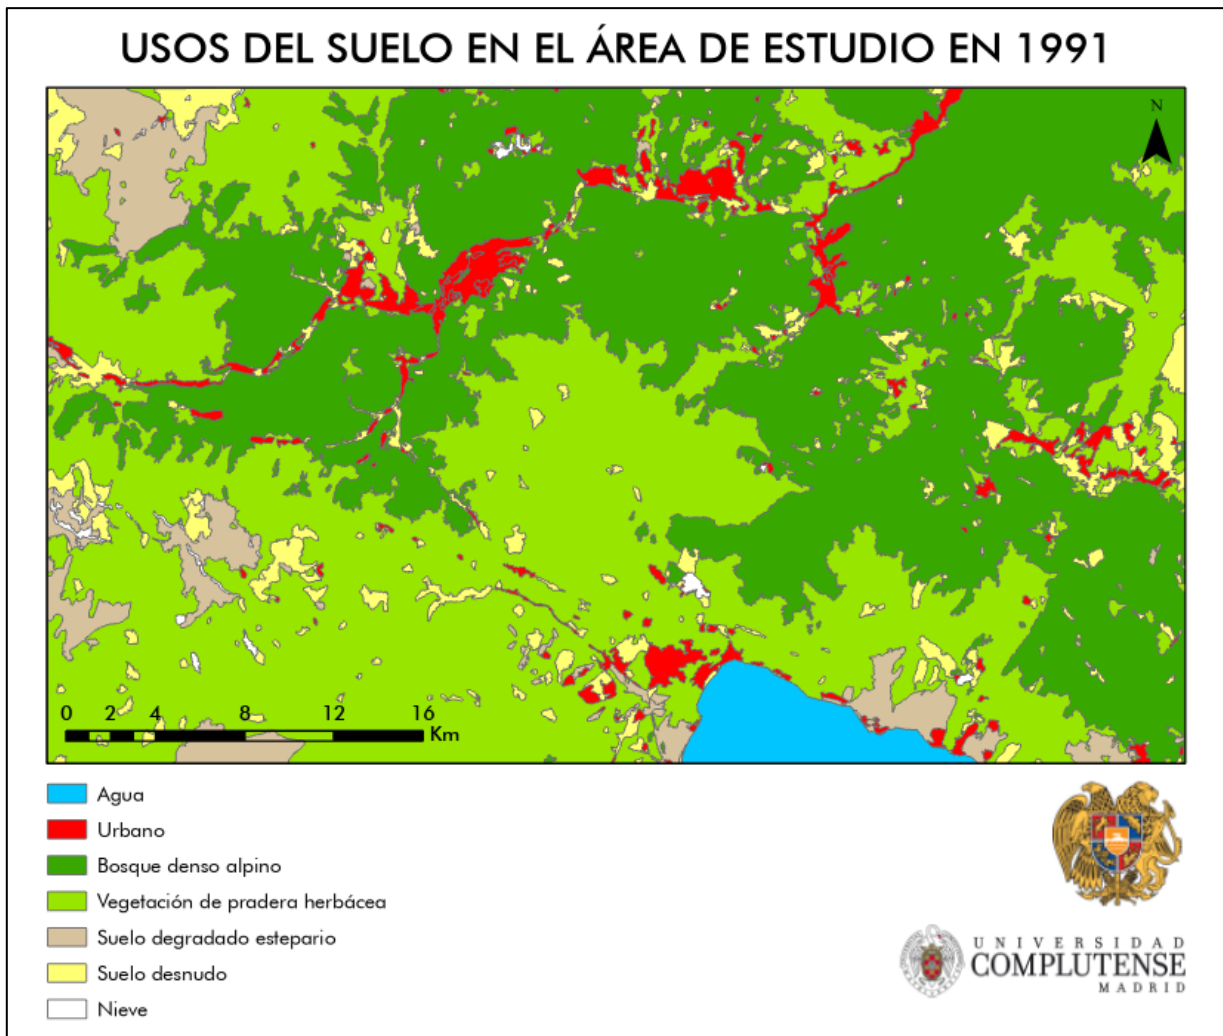 USOS DEL SUELO EN EL ÁREA DE ESTUDIO EN 1991
N
0 2 4 8 12 16
Km
Agua
Urbano
Bosque denso alpino
Vegetación de pradera herbácea
Suelo degradado estepario
Suelo desnudo
Nieve
UNIVERSIDAD
COMPLUTENSE
MADRID